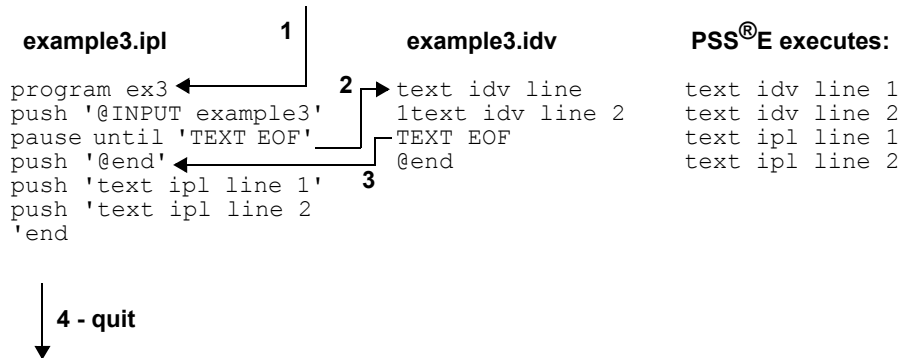 1
example3.ipl
program ex3
push '@INPUT example3'
pause until 'TEXT EOF'
push '@end'
push 'text ipl line 1'
push 'text ipl line 2
'end
2
3
example3.idv
text idv line
1text idv line 2
TEXT EOF
@end
PSS®E executes:
text idv line 1
text idv line 2
text ipl line 1
text ipl line 2
4 - quit